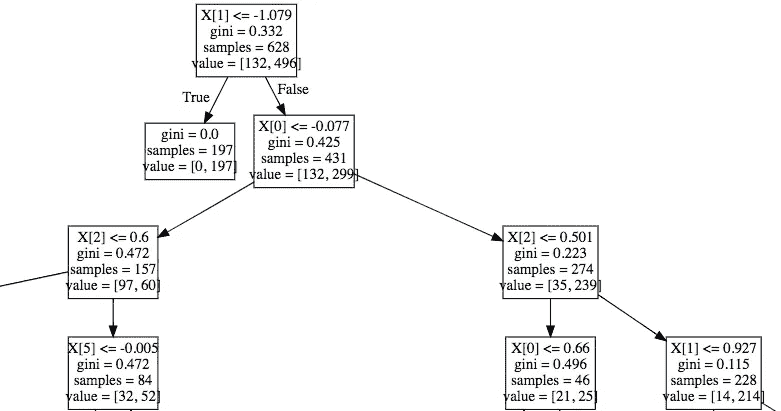 X[1] <= -1.079
gini = 0.332
samples = 628
value = [132, 496]
True
False
gini = 0.0
samples = 197
value = [0, 197]
X[0] <= -0.077
gini = 0.425
samples = 431
value = [132, 299]
X[2] <= 0.6
gini = 0.472
samples = 157
value = [97, 60]
X[2] <= 0.501
gini = 0.223
samples = 274
value = [35, 239]
X[5] <= -0.005
gini = 0.472
samples = 84
value = [32, 52]
X[0] <= 0.66
gini = 0.496
samples = 46
value = [21, 25]
X[1] <= 0.927
gini = 0.115
samples = 228
value = [14, 214]